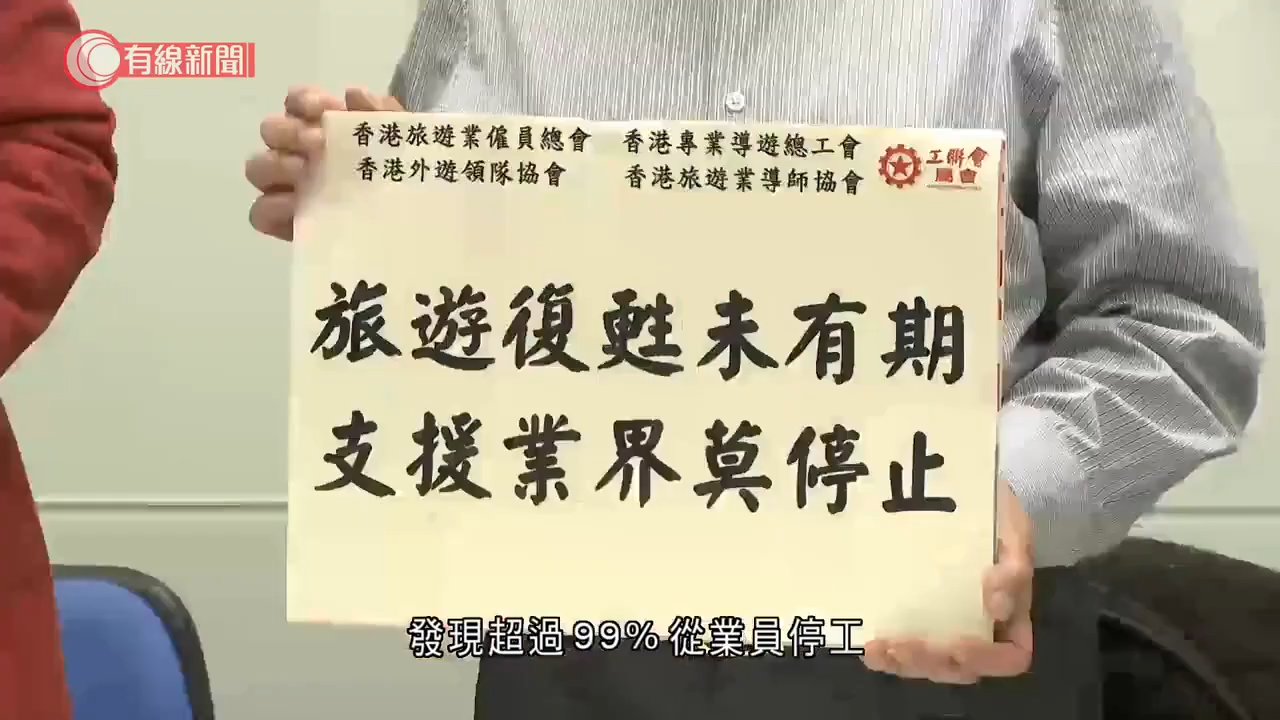 有線新聞
香港旅遊業僱員總會 香港專業導遊總工會
香港外遊領隊協會 香港旅遊業導師協會
工聯會
屬會
旅遊復甦未有期
支援業界莫停止
發現超過99%從業員停工